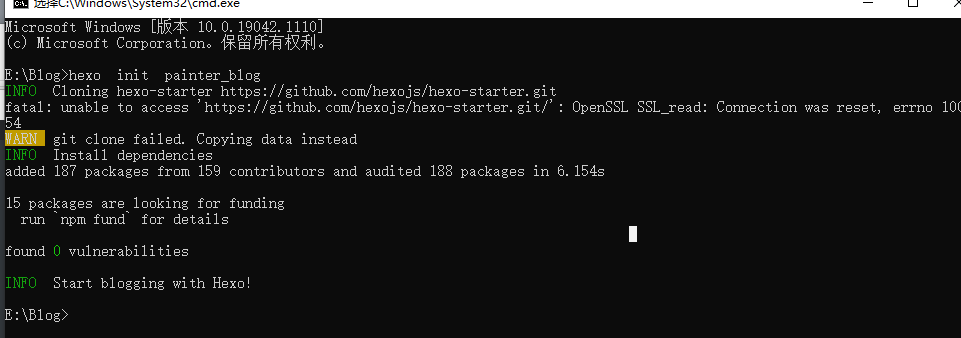 选择C:\Windows\System32\cmd.exe
Microsoft Windows [版本 10.0.19042.1110]
(c) Microsoft Corporation。保留所有权利。
E:\Blog>hexo  init  painter_blog
INFO  Cloning hexo-starter https://github.com/hexojs/hexo-starter.git
fatal: unable to access 'https://github.com/hexojs/hexo-starter.git/': OpenSSL SSL_read: Connection was reset, errno 100
54
WARN  git clone failed. Copying data instead
INFO  Install dependencies
added 187 packages from 159 contributors and audited 188 packages in 6.154s
15 packages are looking for funding
  run `npm fund` for details
found 0 vulnerabilities
INFO  Start blogging with Hexo!
E:\Blog>